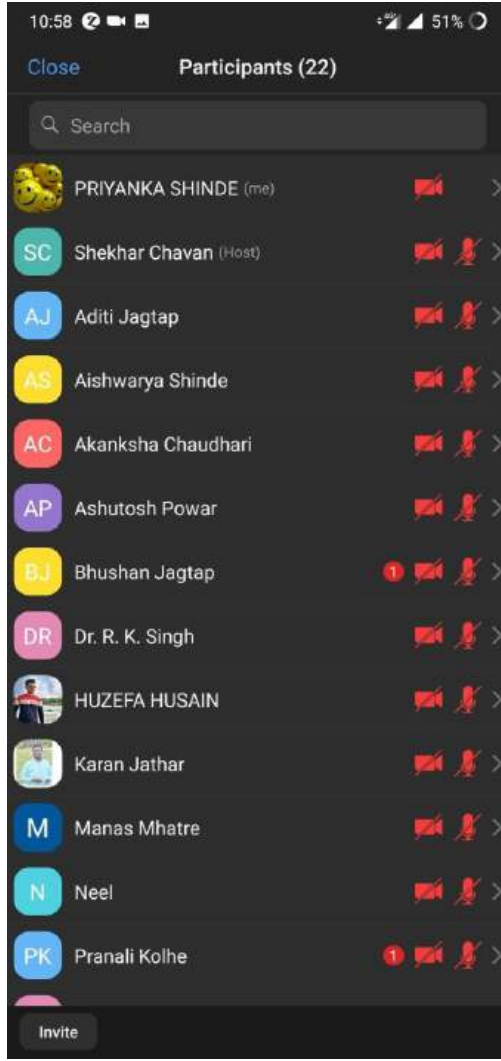 10:58 51%
Close Participants (22)
Search
PRIYANKA SHINDE (me)
SC Shekhar Chavan (Host)
AJ Aditi Jagtap
AS Aishwarya Shinde
AC Akanksha Chaudhari
AP Ashutosh Powar
BJ Bhushan Jagtap 1
DR Dr. R. K. Singh
HUZEFA HUSAIN
Karan Jathar
M Manas Mhatre
N Neel
PK Pranali Kolhe 1
Invite